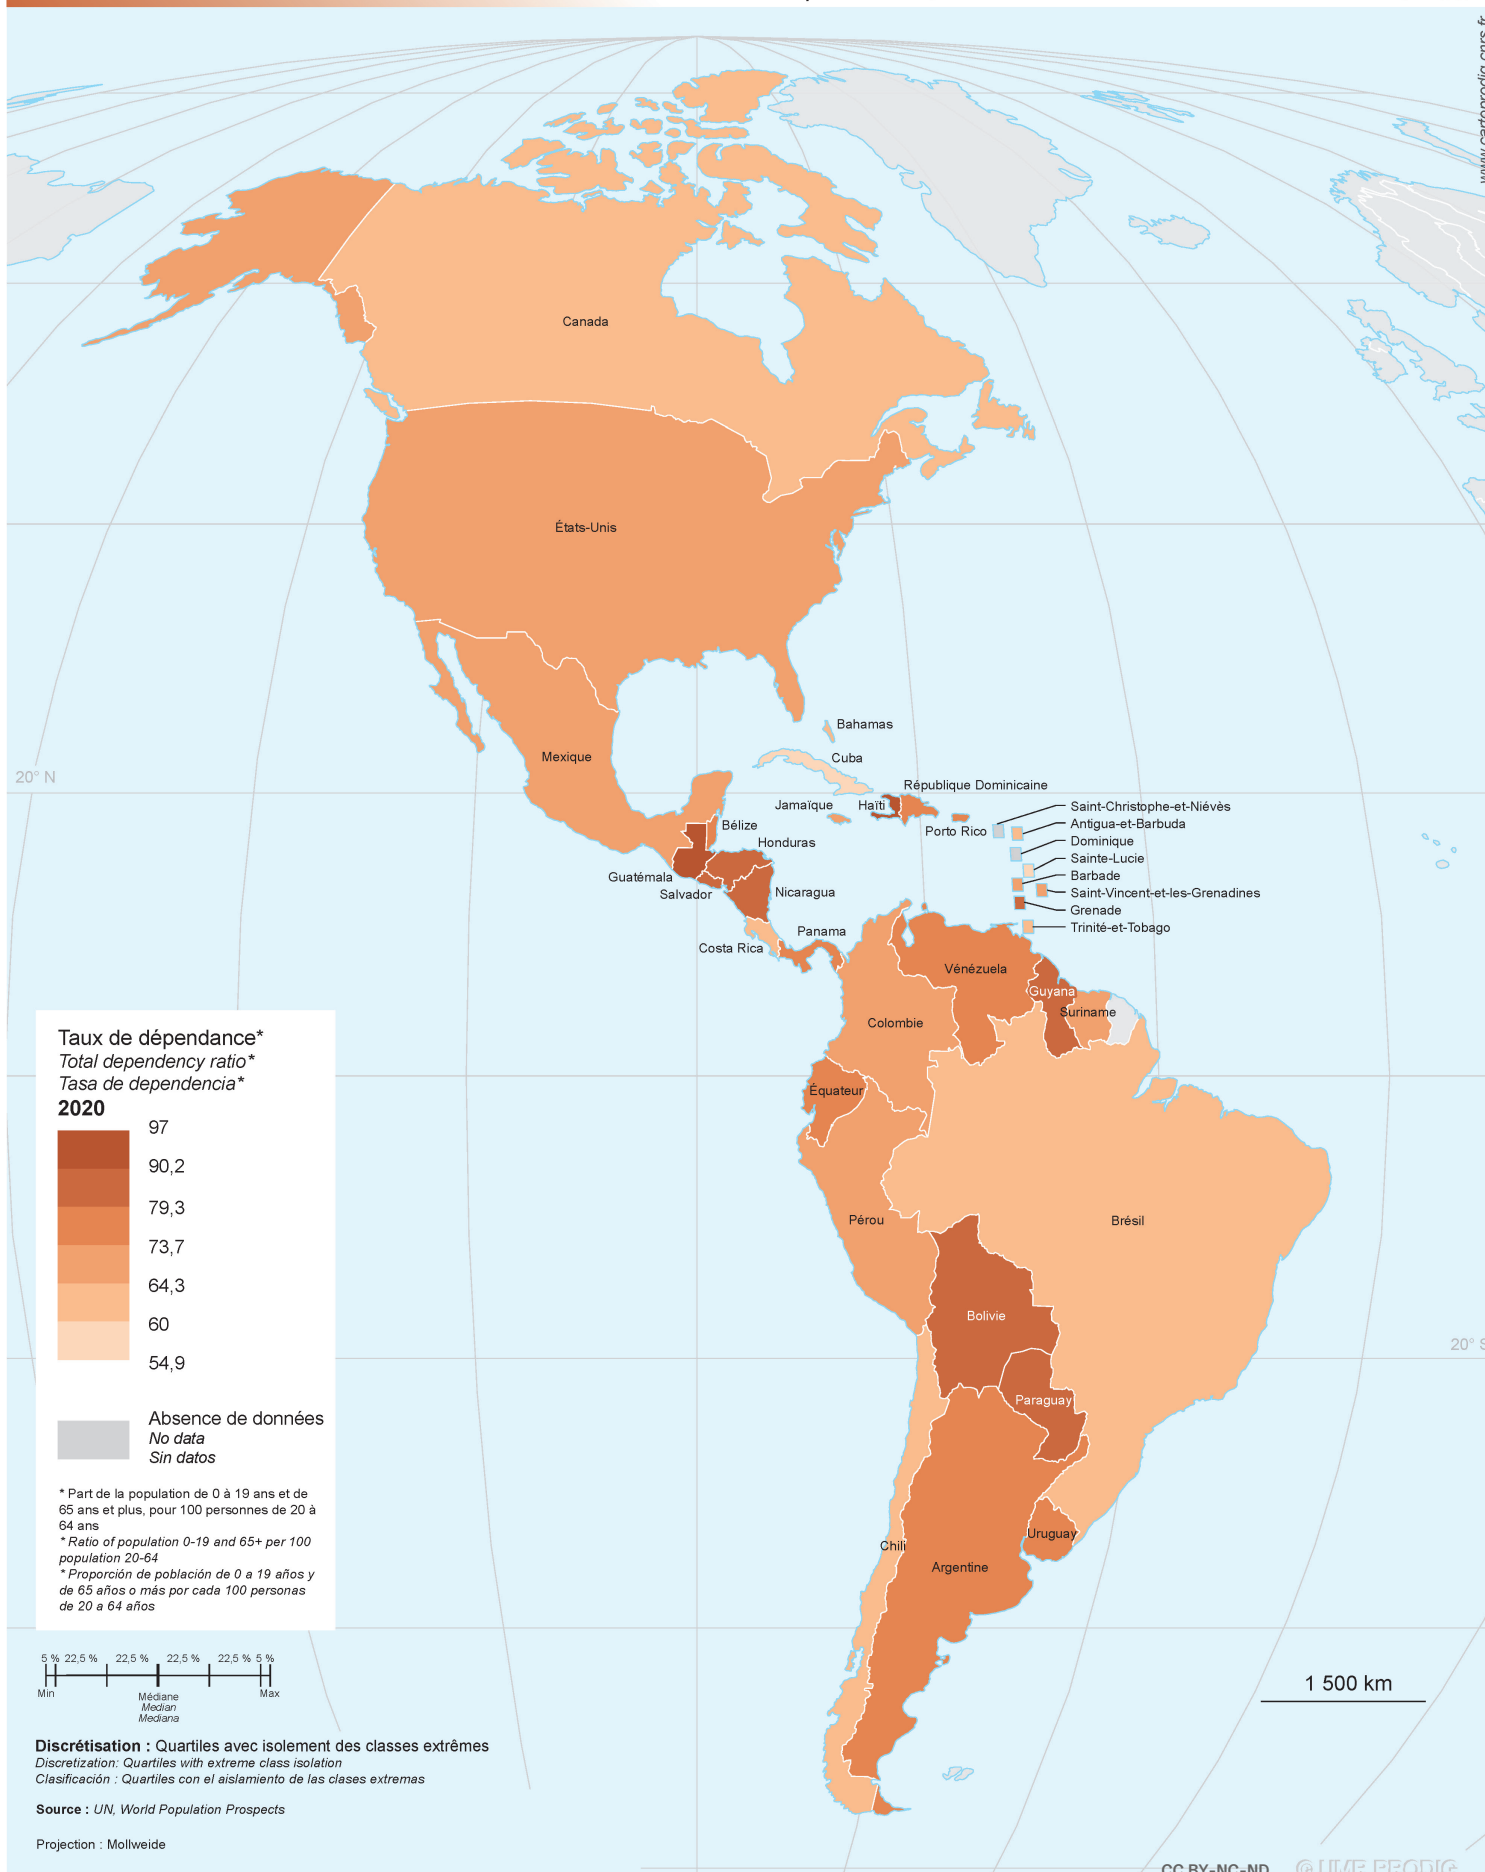 www.cartoprodig.cnrs.fr
Canada
États-Unis
Mexique
Bahamas
Cuba
20° N
République Dominicaine
Jamaïque
Haïti
Saint-Christophe-et-Niévès
Porto Rico
Antigua-et-Barbuda
Bélize
Dominique
Honduras
Sainte-Lucie
Guatémala
Barbade
Salvador
Nicaragua
Saint-Vincent-et-les-Grenadines
Grenade
Panama
Trinité-et-Tobago
Costa Rica
Vénézuela
Guyana
Suriname
Colombie
Équateur
Pérou
Brésil
Bolivie
20° S
Paraguay
Uruguay
Chili
Argentine
Taux de dépendance*
Total dependency ratio*
Tasa de dependencia*
2020
97
90,2
79,3
73,7
64,3
60
54,9
Absence de données
No data
Sin datos
* Part de la population de 0 à 19 ans et de
65 ans et plus, pour 100 personnes de 20 à
64 ans
* Ratio of population 0-19 and 65+ per 100
population 20-64
* Proporción de población de 0 a 19 años y
de 65 años o más por cada 100 personas
de 20 a 64 años
5 % 22,5 % 22,5 % 22,5 % 22,5 % 5 %
Min
Max
Médiane
Median
Mediana
1 500 km
Discrétisation : Quartiles avec isolement des classes extrêmes
Discretization: Quartiles with extreme class isolation
Clasificación : Quartiles con el aislamiento de las clases extremas
Source : UN, World Population Prospects
Projection : Mollweide
CC BY-NC-ND © UMR PRODIG